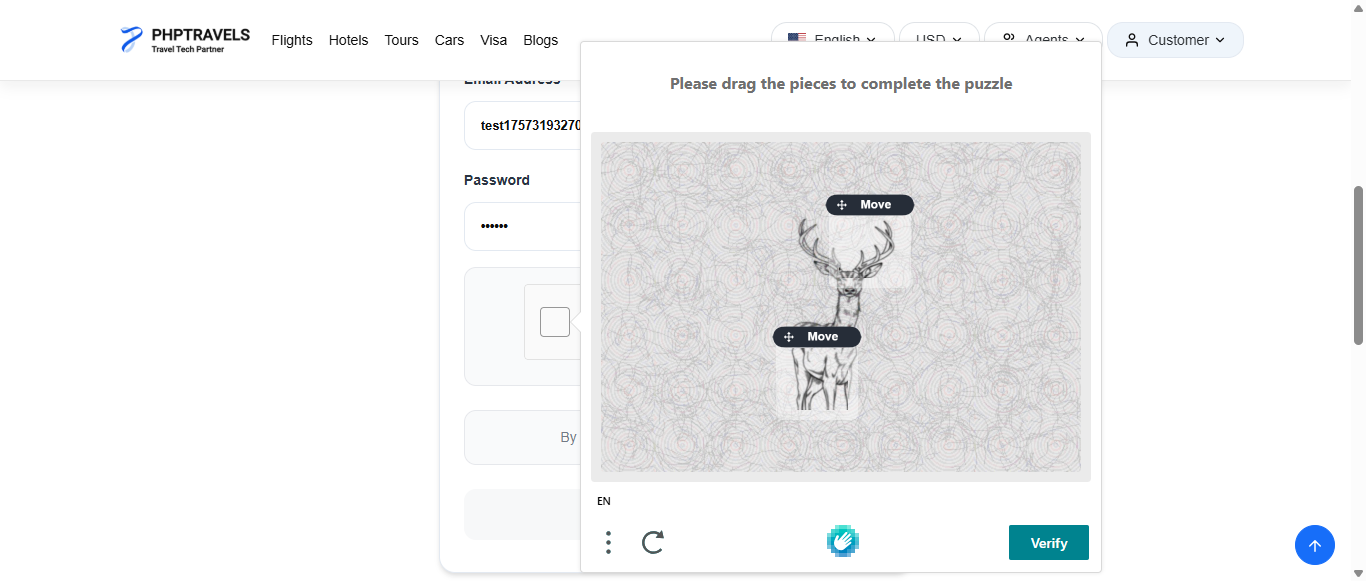 PHPTRAVELS
Travel Tech Partner
Flights Hotels Tours Cars Visa Blogs
English USD Agents Customer
Email Address
test17573193270
Password
By
Please drag the pieces to complete the puzzle
Move
Move
EN
Verify